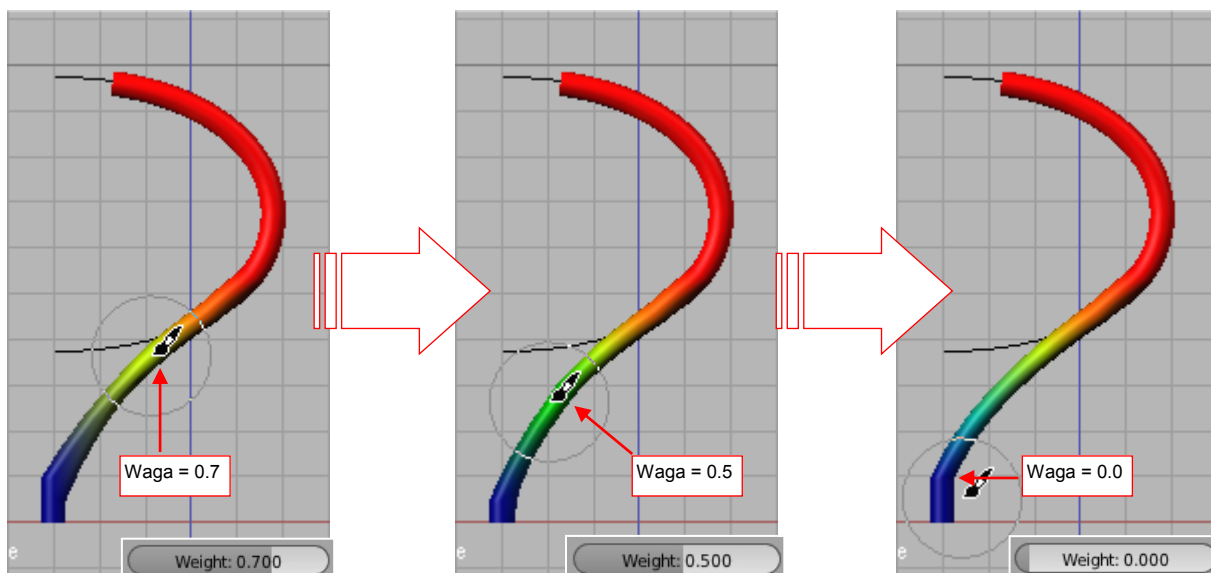 Waga = 0.7
Waga = 0.5
Waga = 0.0
e
Weight: 0.700
Weight: 0.500
e
Weight: 0.000